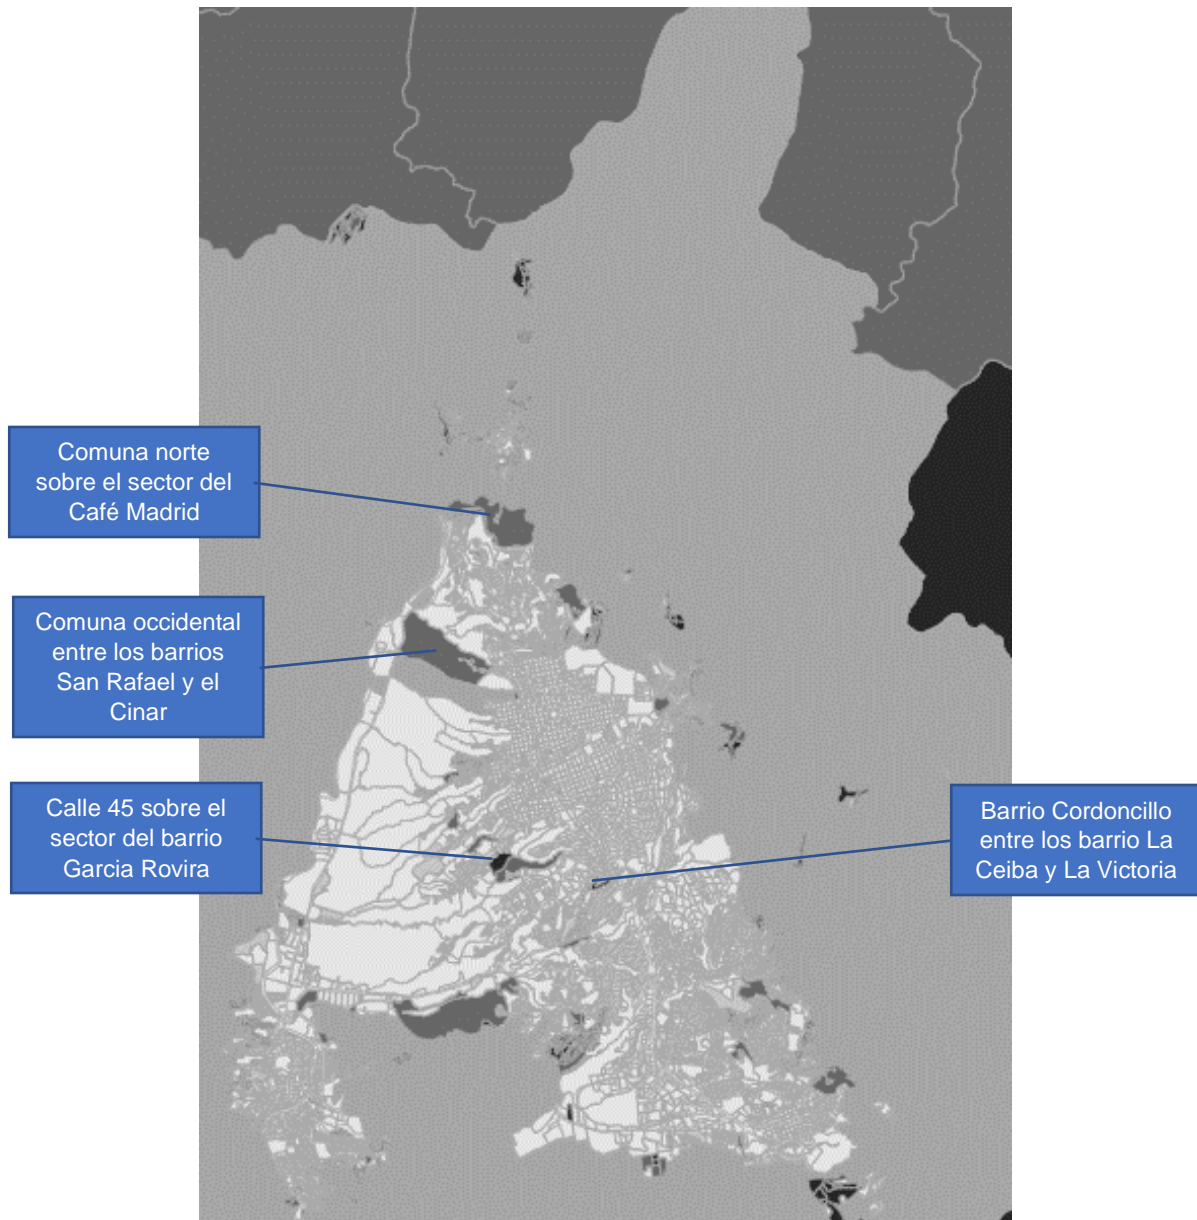 Comuna norte
sobre el sector del
Café Madrid
Comuna occidental
entre los barrios
San Rafael y el
Cinar
Calle 45 sobre el
sector del barrio
Garcia Rovira
Barrio Cordoncillo
entre los barrio La
Ceiba y La Victoria